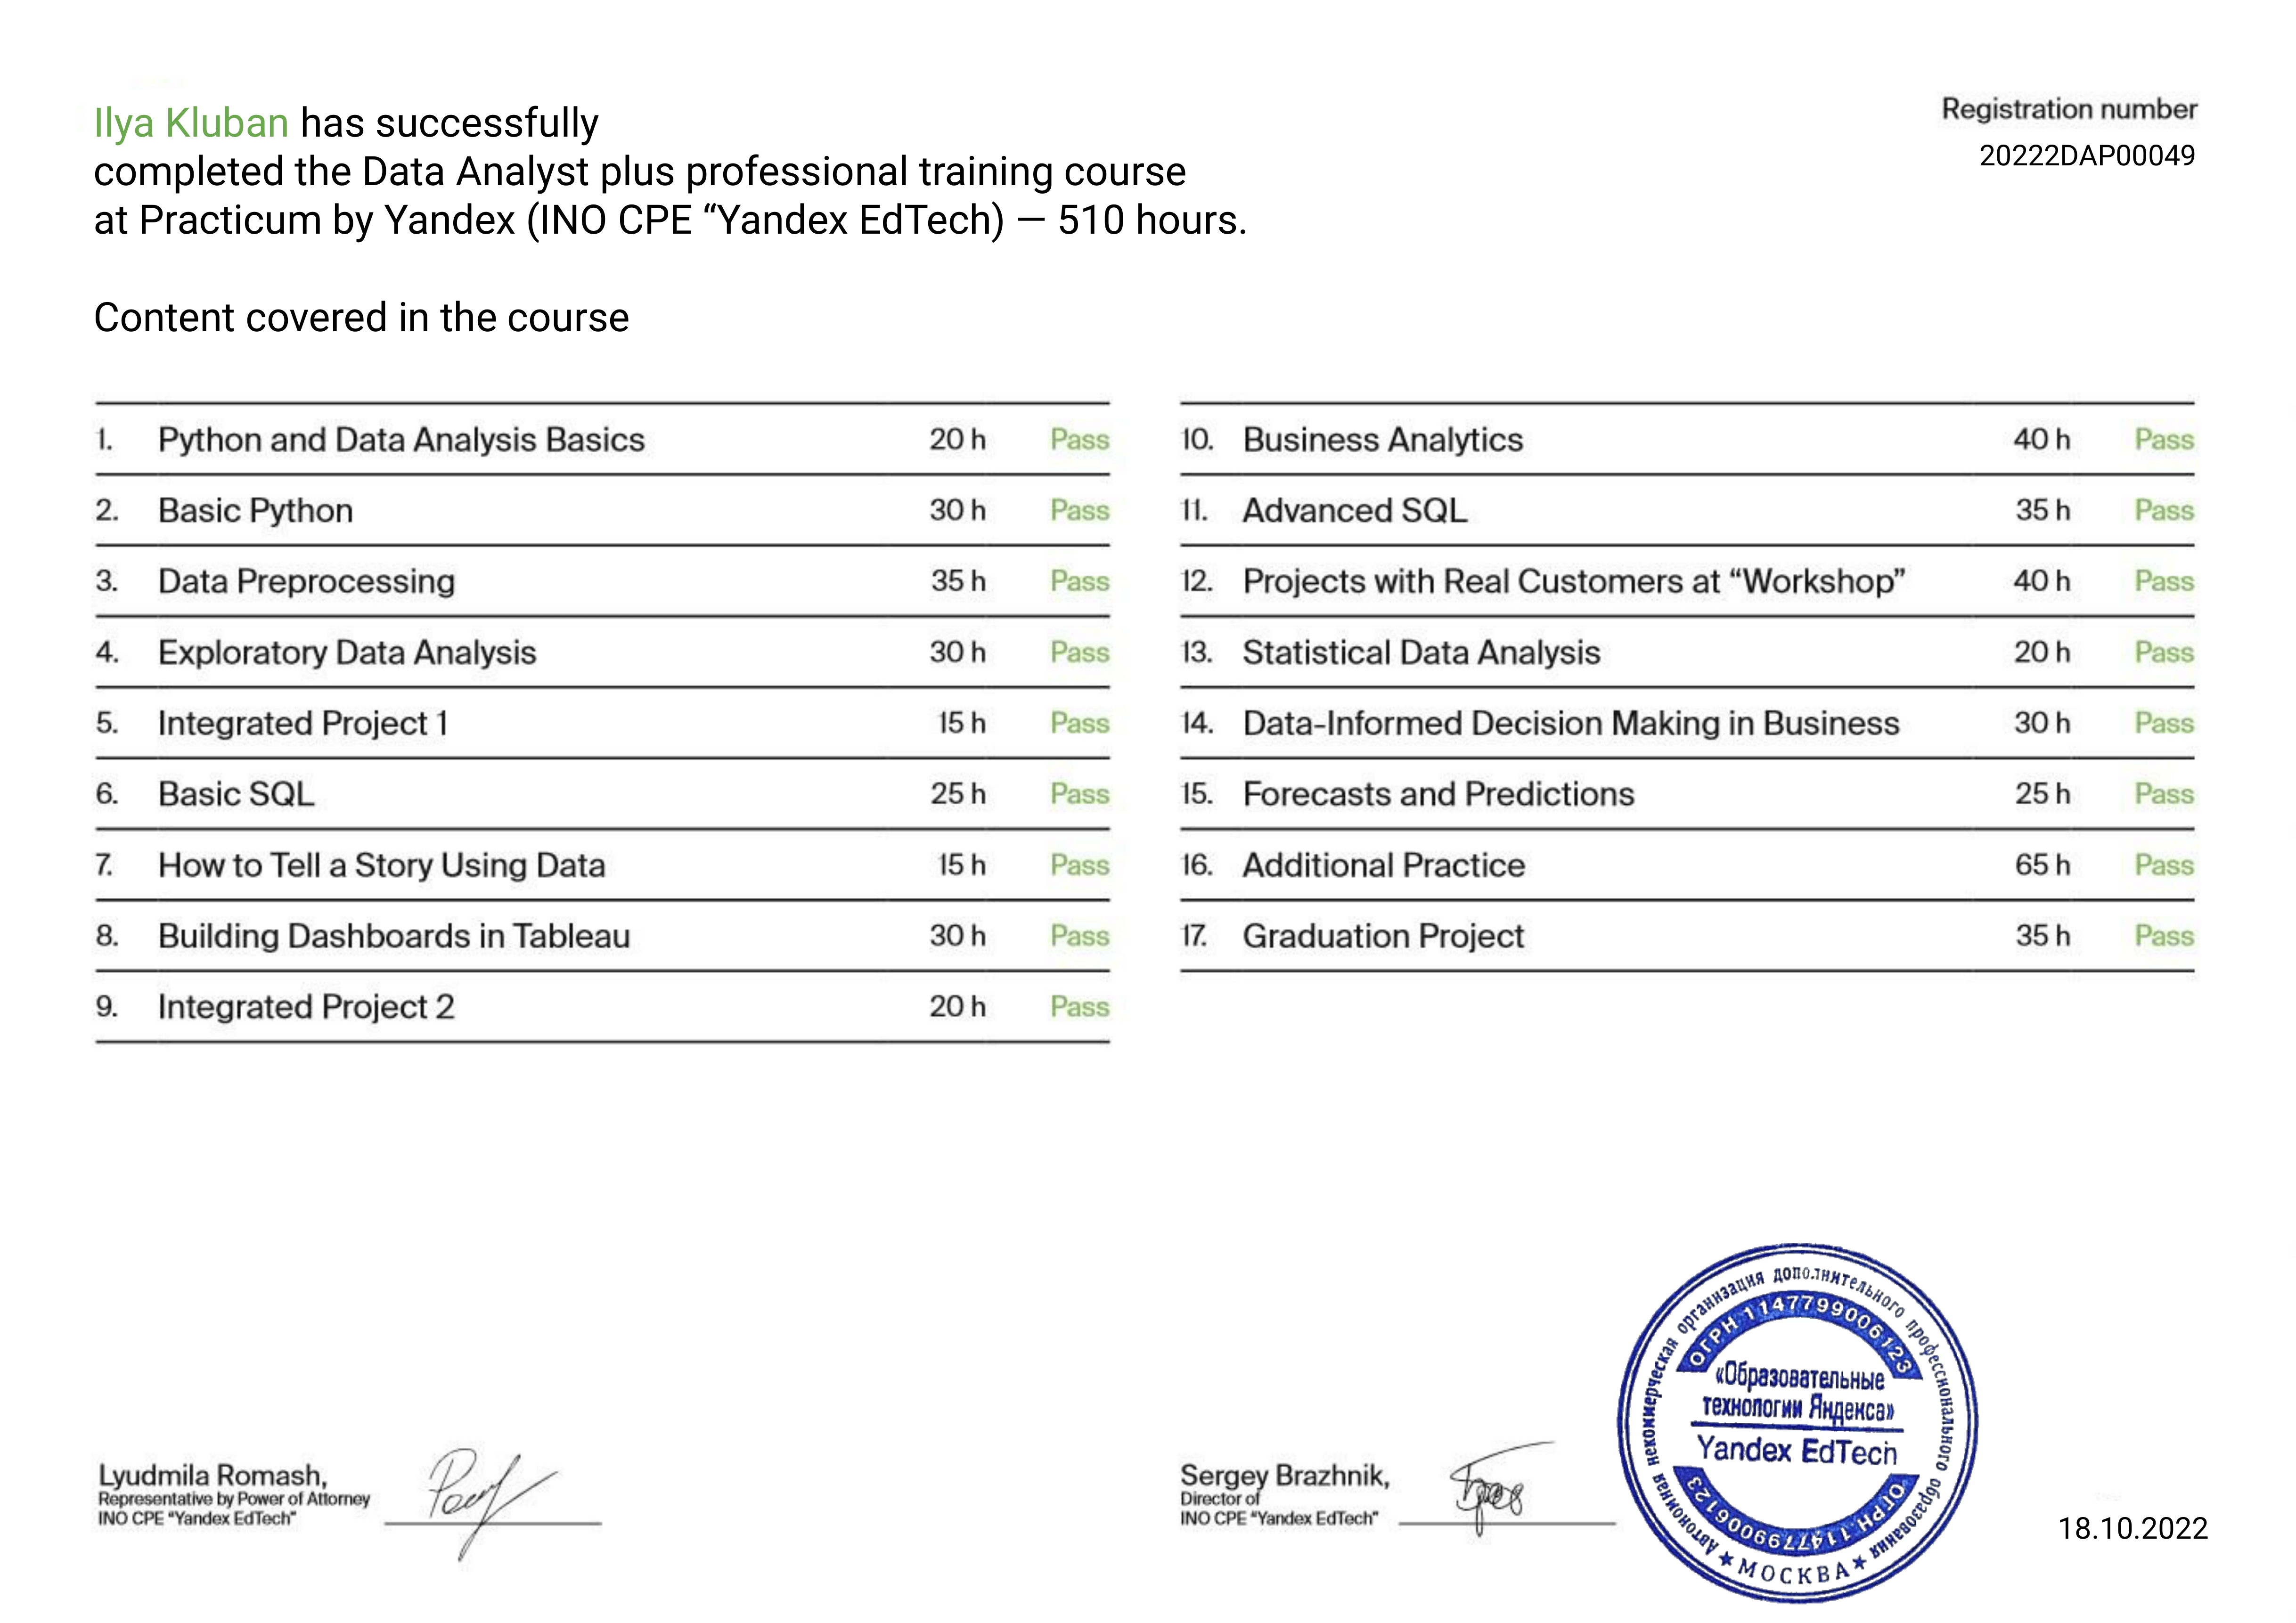 Ilya Kluban has successfully
completed the Data Analyst plus professional training course
at Practicum by Yandex (INO CPE “Yandex EdTech) — 510 hours.
Registration number
20222DAP00049
Content covered in the course
1. Python and Data Analysis Basics 20 h Pass
2. Basic Python 30 h Pass
3. Data Preprocessing 35 h Pass
4. Exploratory Data Analysis 30 h Pass
5. Integrated Project 1 15 h Pass
6. Basic SQL 25 h Pass
7. How to Tell a Story Using Data 15 h Pass
8. Building Dashboards in Tableau 30 h Pass
9. Integrated Project 2 20 h Pass
10. Business Analytics 40 h Pass
11. Advanced SQL 35 h Pass
12. Projects with Real Customers at “Workshop” 40 h Pass
13. Statistical Data Analysis 20 h Pass
14. Data-Informed Decision Making in Business 30 h Pass
15. Forecasts and Predictions 25 h Pass
16. Additional Practice 65 h Pass
17. Graduation Project 35 h Pass
Lyudmila Romash,
Representative by Power of Attorney
INO CPE “Yandex EdTech”
Sergey Brazhnik,
Director of
INO CPE “Yandex EdTech”
Автономная некоммерческая организация дополнительного профессионального образования
ОГРН 1147799006123
«Образовательные
технологии Яндекса»
Yandex EdTech
ОГРН 1147799006123
★ МОСКВА ★
18.10.2022